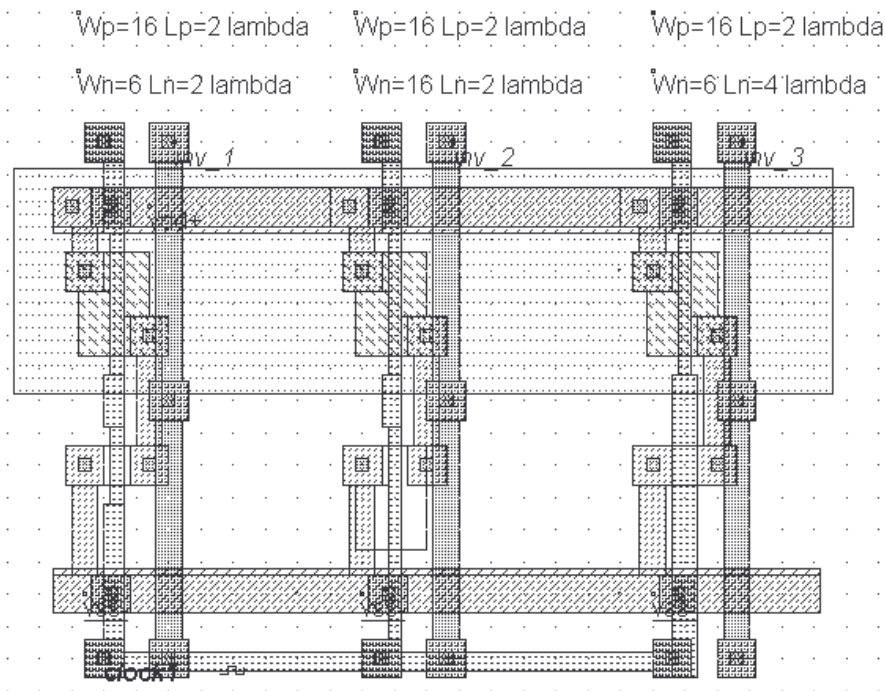 Wp=16 Lp=2 lambda Wp=16 Lp=2 lambda Wp=16 Lp=2 lambda
Wn=6 Ln=2 lambda Wn=16 Ln=2 lambda Wn=6 Ln=4 lambda
inv_1 inv_2 inv_3
vdd+
clock1